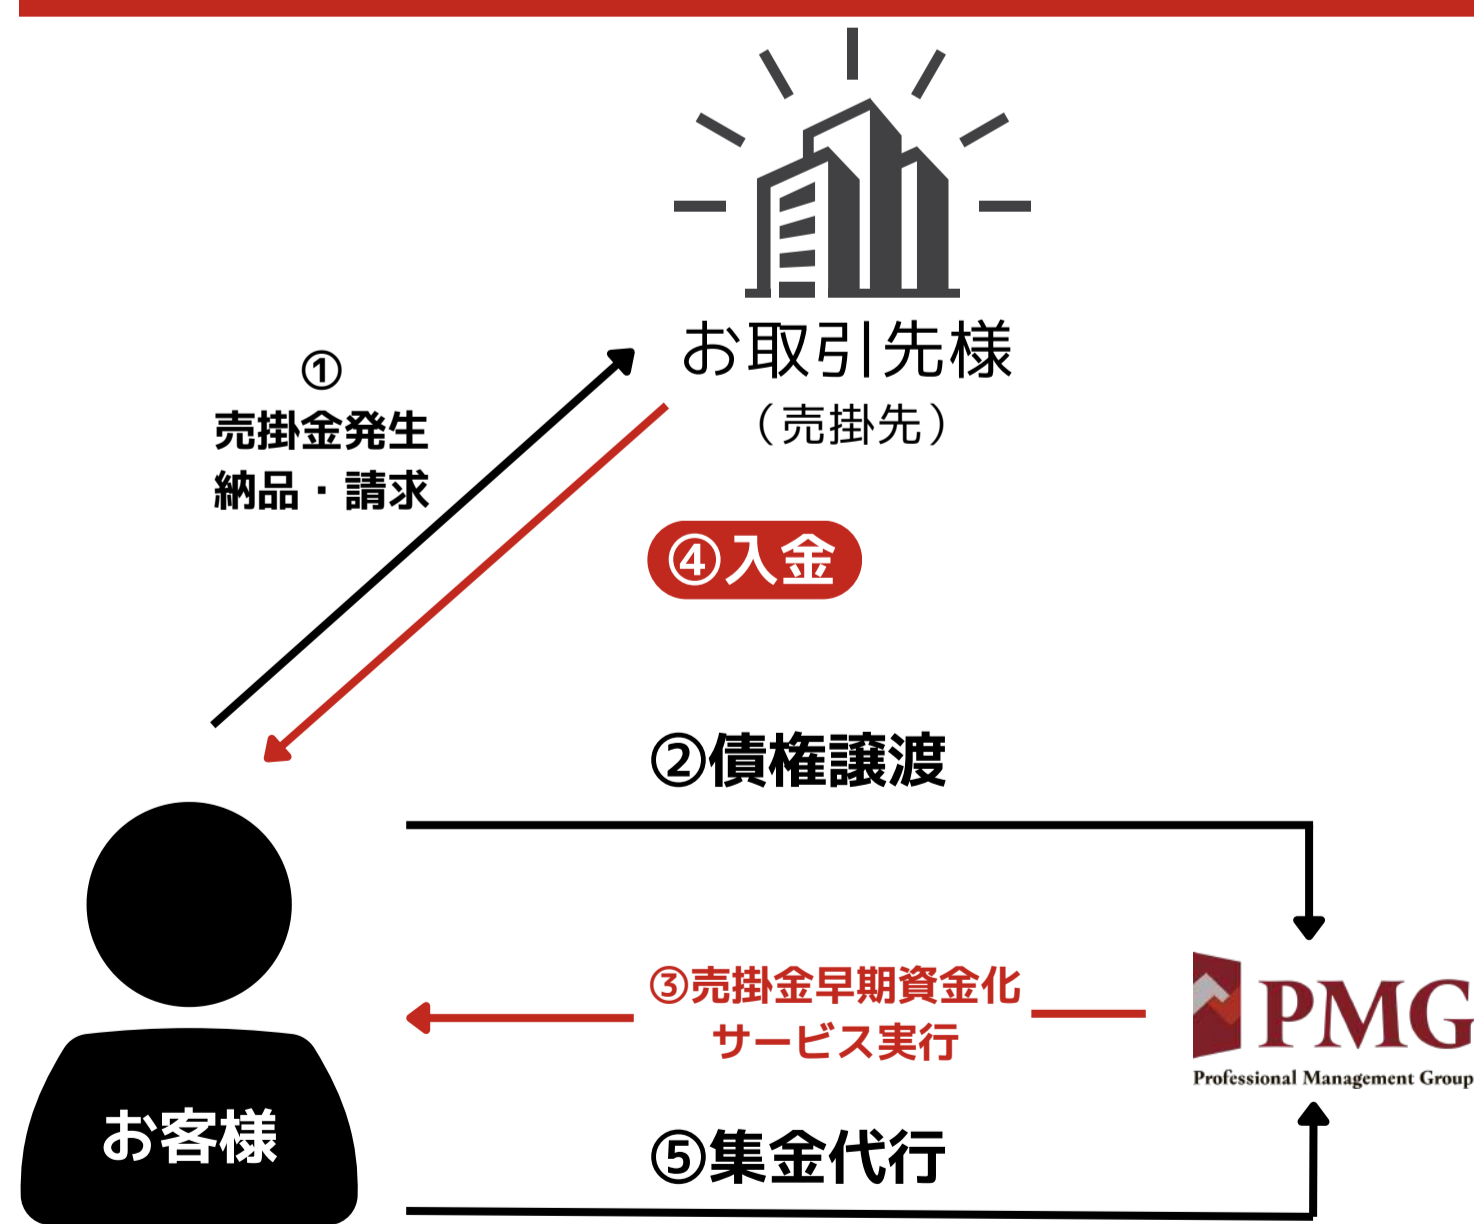 お取引先様
（売掛先）
①
売掛金発生
納品・請求
④入金
②債権譲渡
③売掛金早期資金化
サービス実行
PMG
Professional Management Group
お客様
⑤集金代行